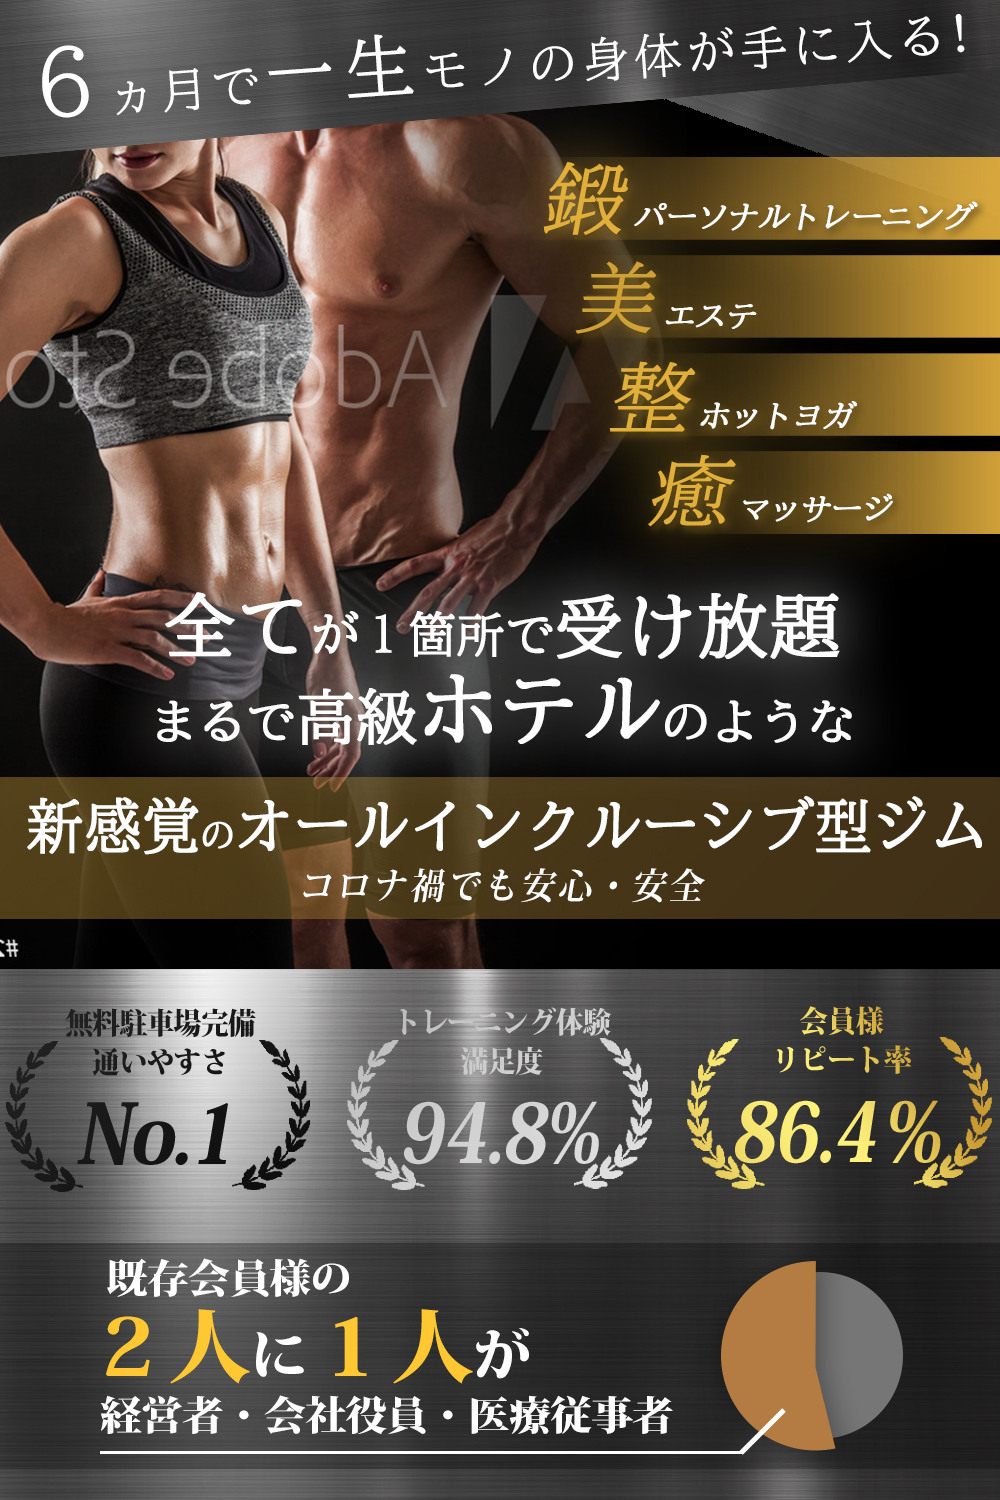 6ヵ月で一生モノの身体が手に入る!
鍛 パーソナルトレーニング
美 エステ
整 ホットヨガ
癒 マッサージ
Adobe Sto
全てが1箇所で受け放題
まるで高級ホテルのような
新感覚のオールインクルーシブ型ジム
コロナ禍でも安心・安全
#
無料駐車場完備
通いやすさ
No.1
トレーニング体験
満足度
94.8%
会員様
リピート率
86.4%
既存会員様の
2人に1人が
経営者・会社役員・医療従事者